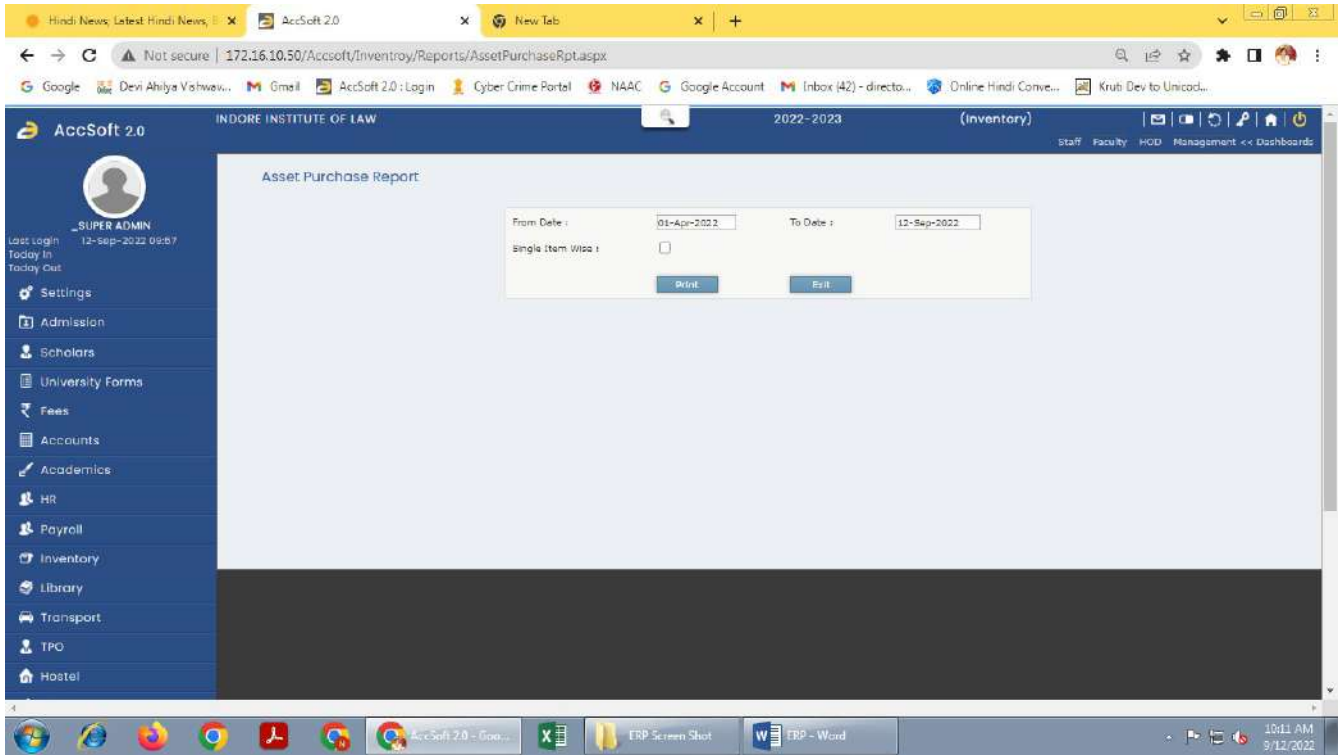 Hindi News; Latest Hindi News,
AccSoft 2.0
New Tab
Not secure | 172.16.10.50/Accsoft/Inventroy/Reports/AssetPurchaseRpt.aspx
Google
Devi Ahilya Vishwav...
Gmail
AccSoft 2.0 : Login
Cyber Crime Portal
NAAC
Google Account
Inbox (42) - directo...
Online Hindi Conve...
Kruti Dev to Unicod...
AccSoft 2.0
INDORE INSTITUTE OF LAW
2022-2023
(Inventory)
Staff Faculty HOD Management << Dashboards
_SUPER ADMIN
Last Login 12-Sep-2022 09:57
Today In
Today Out
Asset Purchase Report
From Date : 01-Apr-2022 To Date : 12-Sep-2022
Single Item Wise :
Print Exit
Settings
Admission
Scholars
University Forms
Fees
Accounts
Academics
HR
Payroll
Inventory
Library
Transport
TPO
Hostel
AccSoft 2.0 - Goo...
ERP Screen Shot
ERP - Word
10:11 AM
9/12/2022